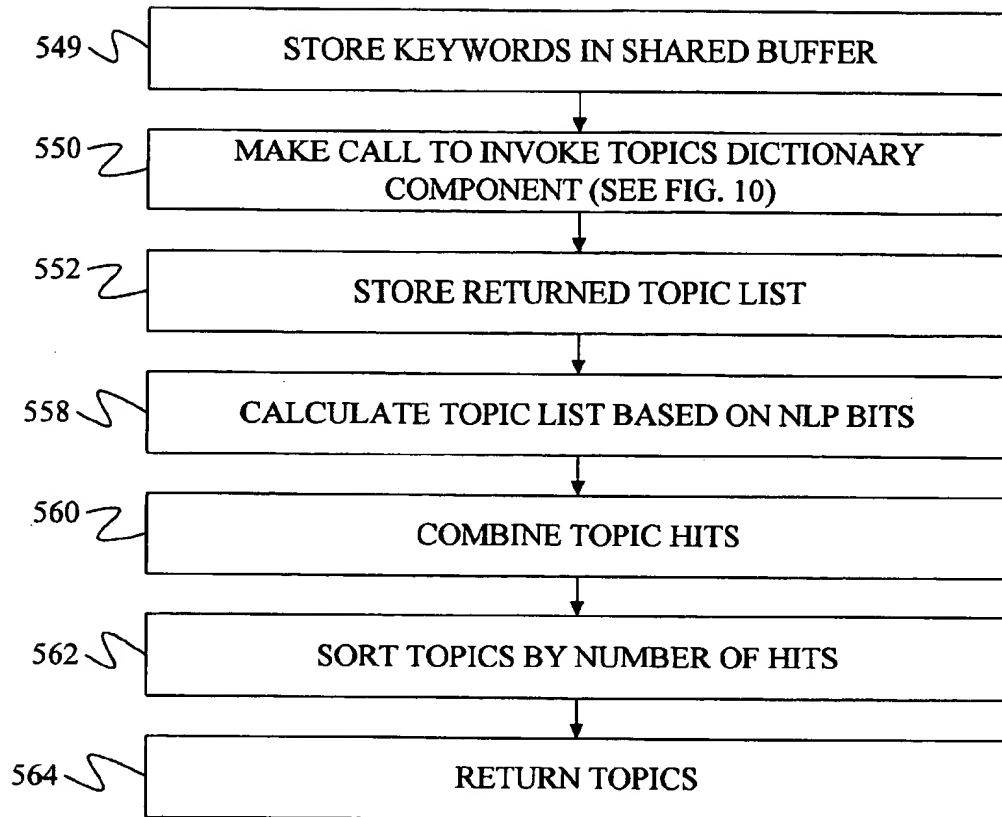 549
STORE KEYWORDS IN SHARED BUFFER
550
MAKE CALL TO INVOKE TOPICS DICTIONARY
COMPONENT (SEE FIG. 10)
552
STORE RETURNED TOPIC LIST
558
CALCULATE TOPIC LIST BASED ON NLP BITS
560
COMBINE TOPIC HITS
562
SORT TOPICS BY NUMBER OF HITS
564
RETURN TOPICS